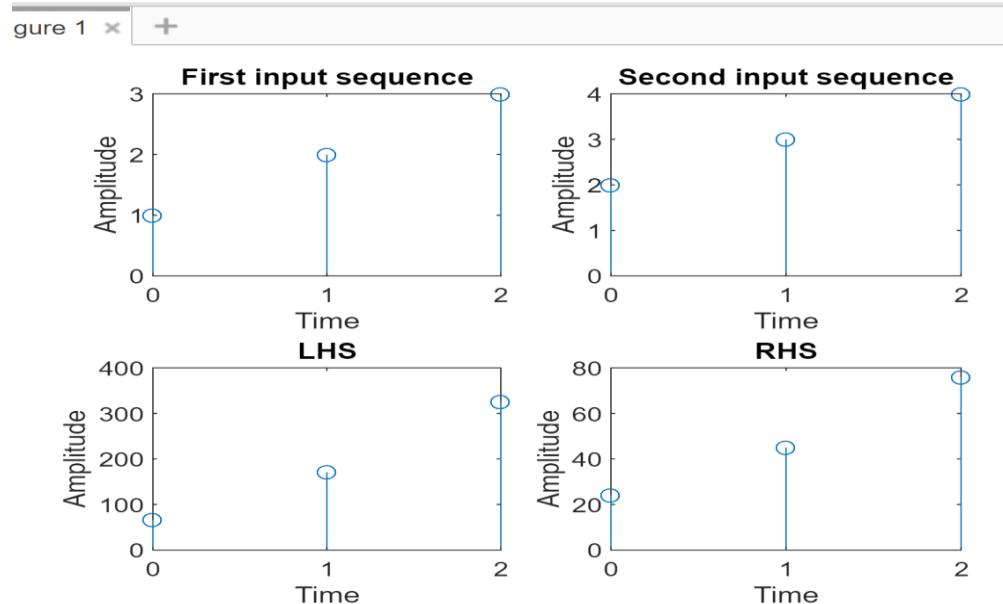 gure 1 × +
First input sequence
3
2
1
0
Amplitude
0 1 2
Time
Second input sequence
4
3
2
1
0
Amplitude
0 1 2
Time
LHS
400
300
200
100
0
Amplitude
0 1 2
Time
RHS
80
60
40
20
0
Amplitude
0 1 2
Time